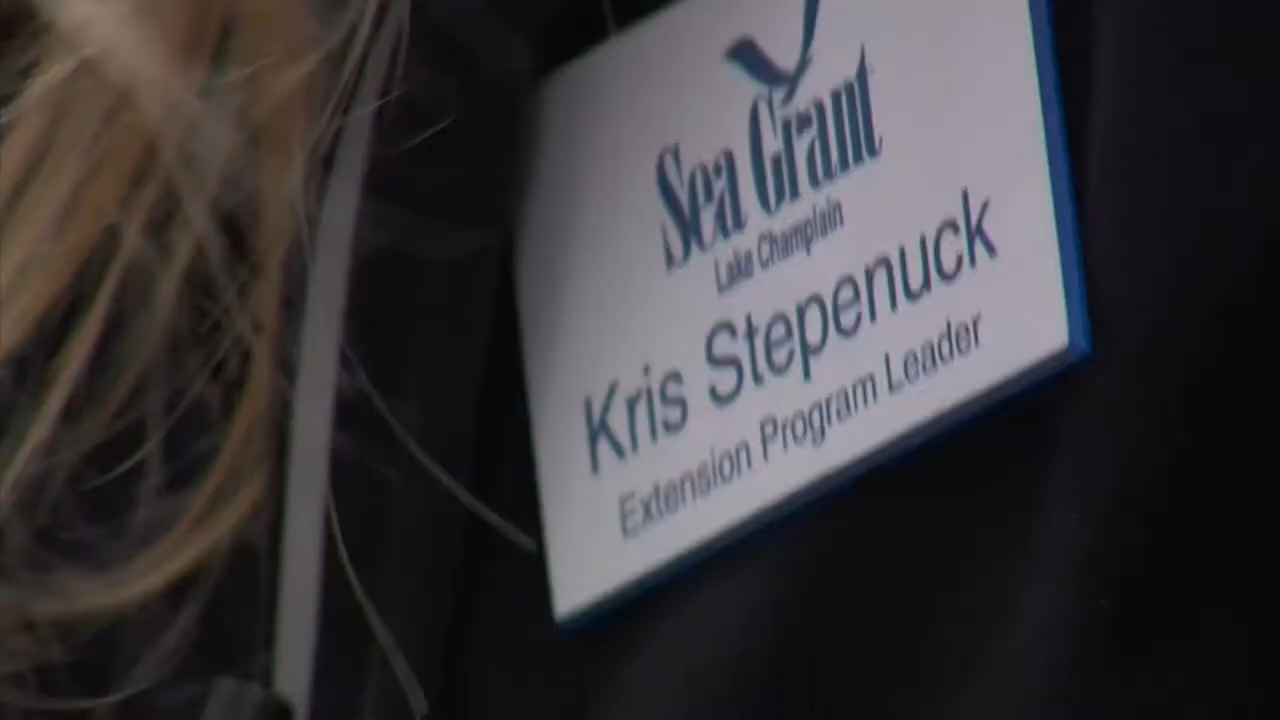 Sea Grant
Lake Champlain
Kris Stepenuck
Extension Program Leader